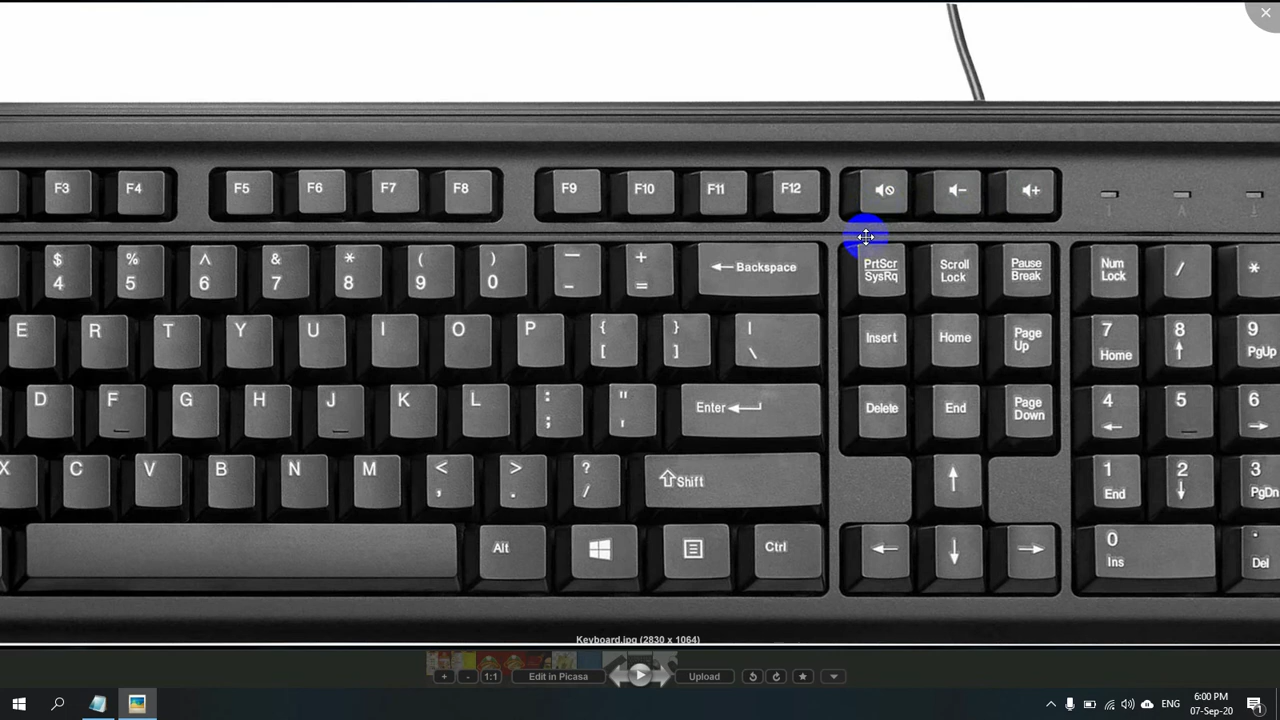 F3 F4 F5 F6 F7 F8 F9 F10 F11 F12
$ % ^ & * ( ) — + ←Backspace PrtScr Scroll Pause Num / *
4 5 6 7 8 9 0 - = SysRq Lock Break Lock
E R T Y U I O P { } | Insert Home Page 7 8 9
[ ] \ Up Home ↑ PgUp
D F G H J K L : " Enter Delete End Page 4 5 6
; ' Down ← →
X C V B N M < > ? Shift ↑ 1 2 3
, . / End ↓ PgDn
Alt Ctrl ← ↓ → 0 .
Ins Del
Keyboard.jpg (2830 x 1064)
+ - 1:1 Edit in Picasa Upload
ENG 6:00 PM
07-Sep-20 1